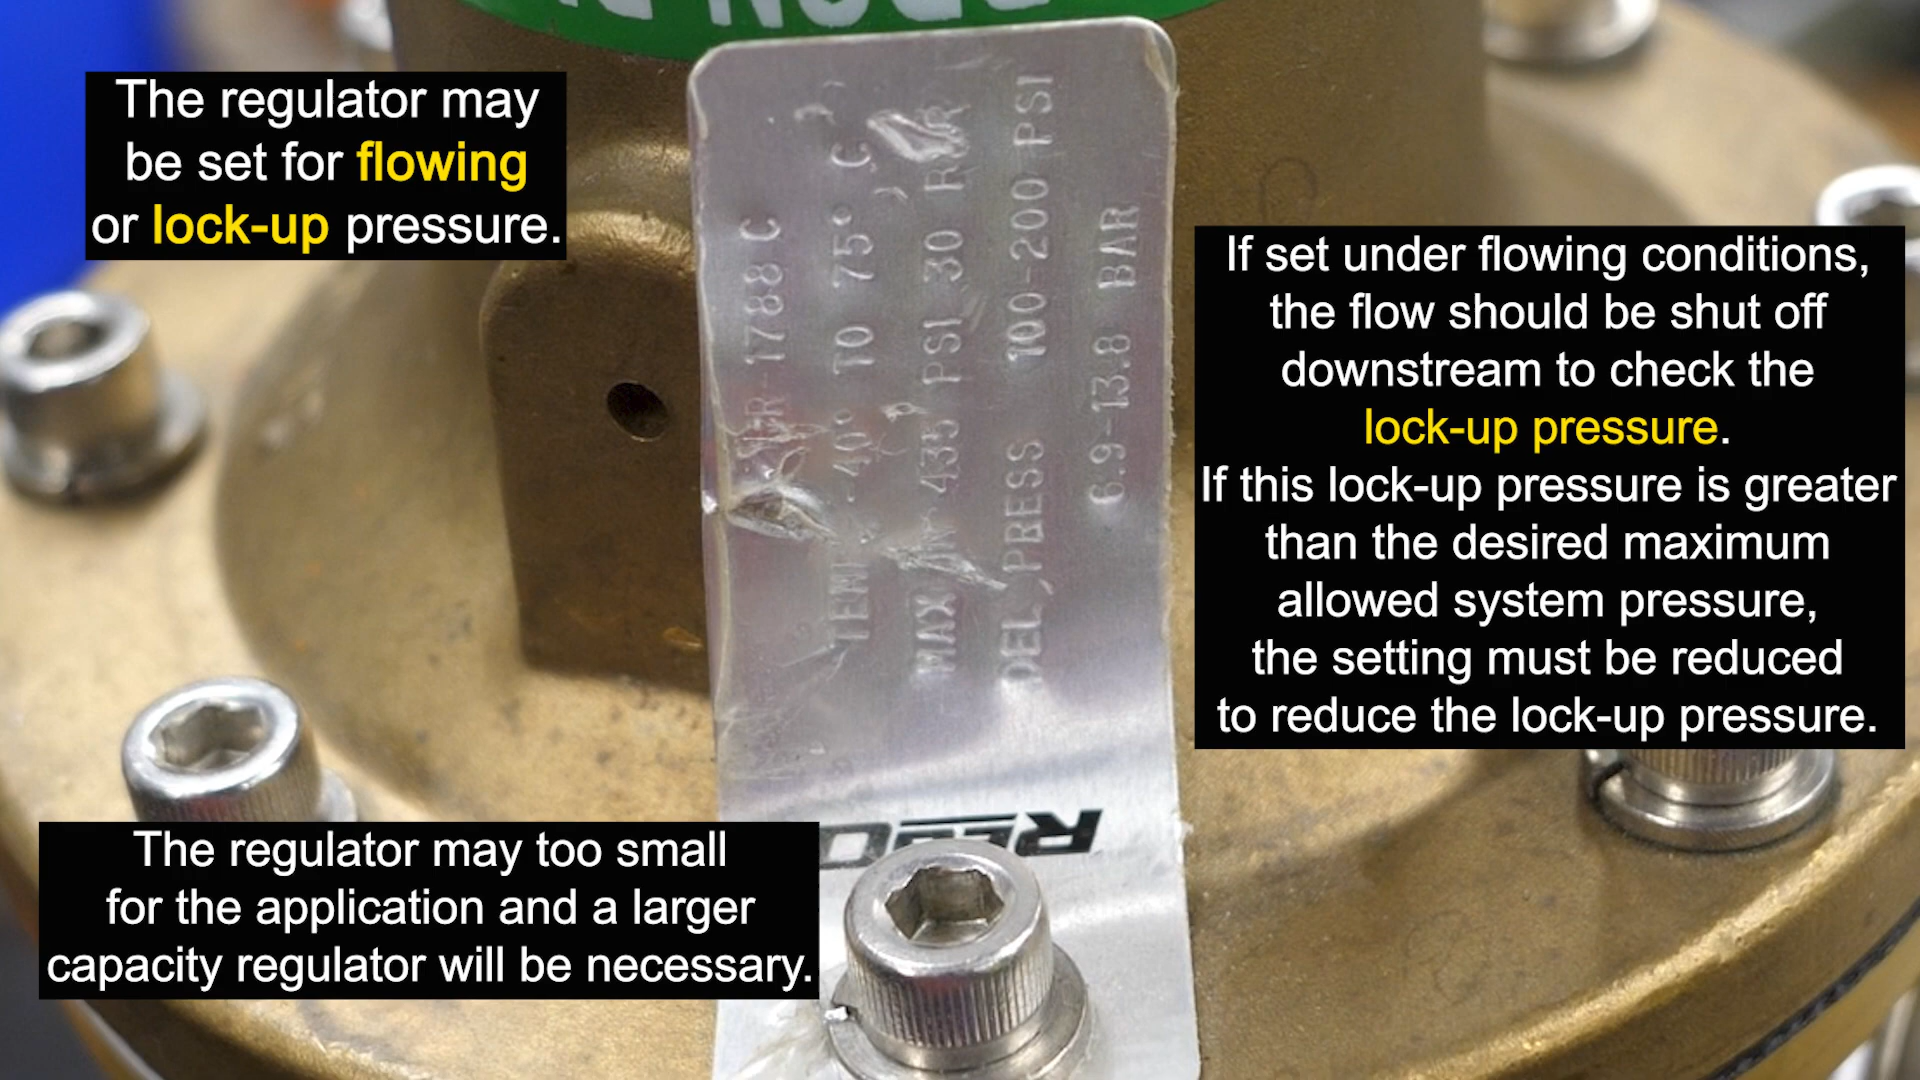 The regulator may
be set for flowing
or lock-up pressure.
1788 C
-40° TO 75° C
MAX 435 PSI 30
DEL PRESS 100-200 PSI
6.9-13.8 BAR
If set under flowing conditions,
the flow should be shut off
downstream to check the
lock-up pressure.
If this lock-up pressure is greater
than the desired maximum
allowed system pressure,
the setting must be reduced
to reduce the lock-up pressure.
The regulator may too small
for the application and a larger
capacity regulator will be necessary.